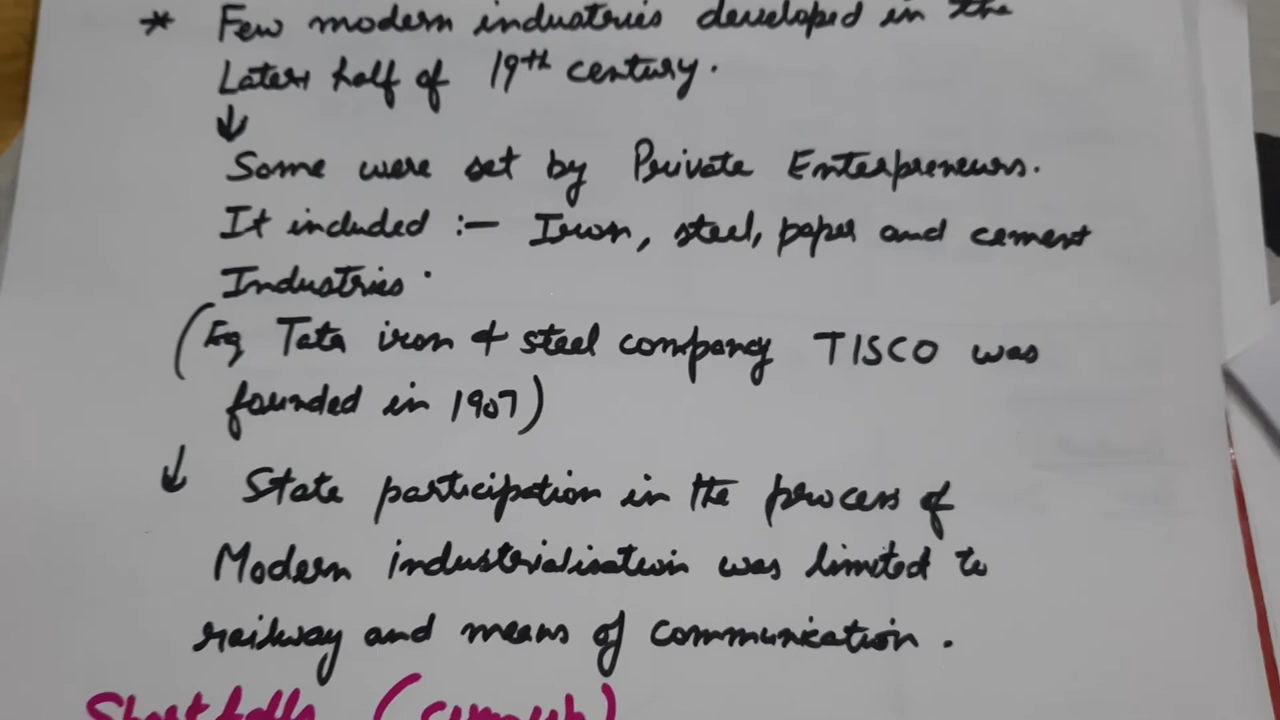 * Few modern industries developed in the
Later half of 19th century.
↓
Some were set by Private Enterpreneurs.
It included :- Iron, steel, paper and cement
Industries.
(Eg Tata iron & steel company TISCO was
founded in 1907)
↓ State participation in the process of
Modern industrialisation was limited to
railway and means of communication.
Shortfalls (